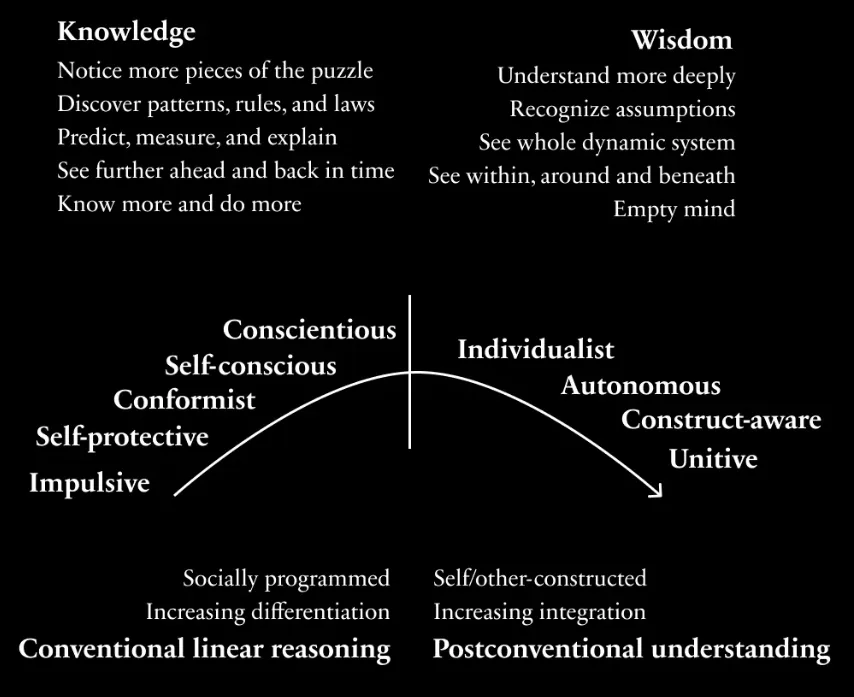 Knowledge
Notice more pieces of the puzzle
Discover patterns, rules, and laws
Predict, measure, and explain
See further ahead and back in time
Know more and do more
Wisdom
Understand more deeply
Recognize assumptions
See whole dynamic system
See within, around and beneath
Empty mind
Conscientious
Self-conscious
Conformist
Self-protective
Impulsive
Individualist
Autonomous
Construct-aware
Unitive
Socially programmed
Increasing differentiation
Conventional linear reasoning
Self/other-constructed
Increasing integration
Postconventional understanding